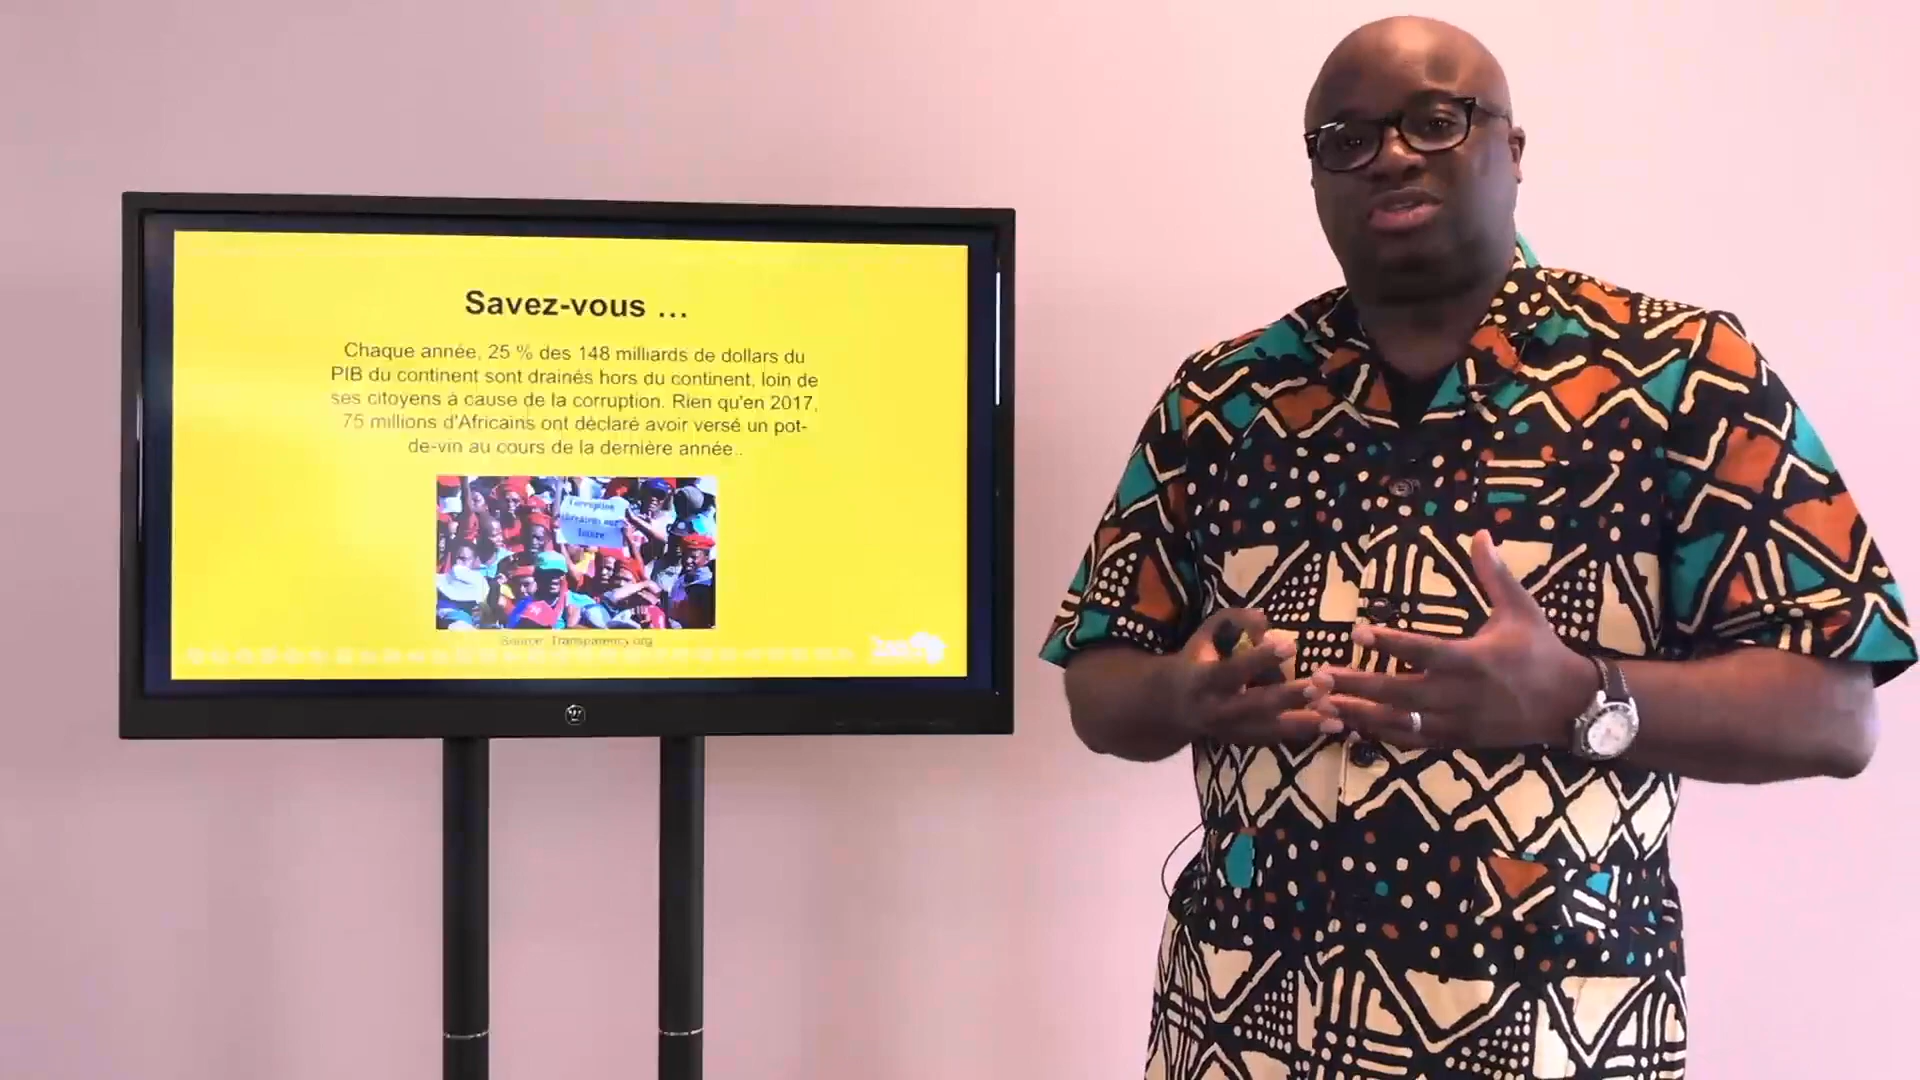 Savez-vous …
Chaque année, 25 % des 148 milliards de dollars du
PIB du continent sont drainés hors du continent, loin de
ses citoyens à cause de la corruption. Rien qu'en 2017,
75 millions d'Africains ont déclaré avoir versé un pot-
de-vin au cours de la dernière année..
Corruption
future
Source: Transparency.org